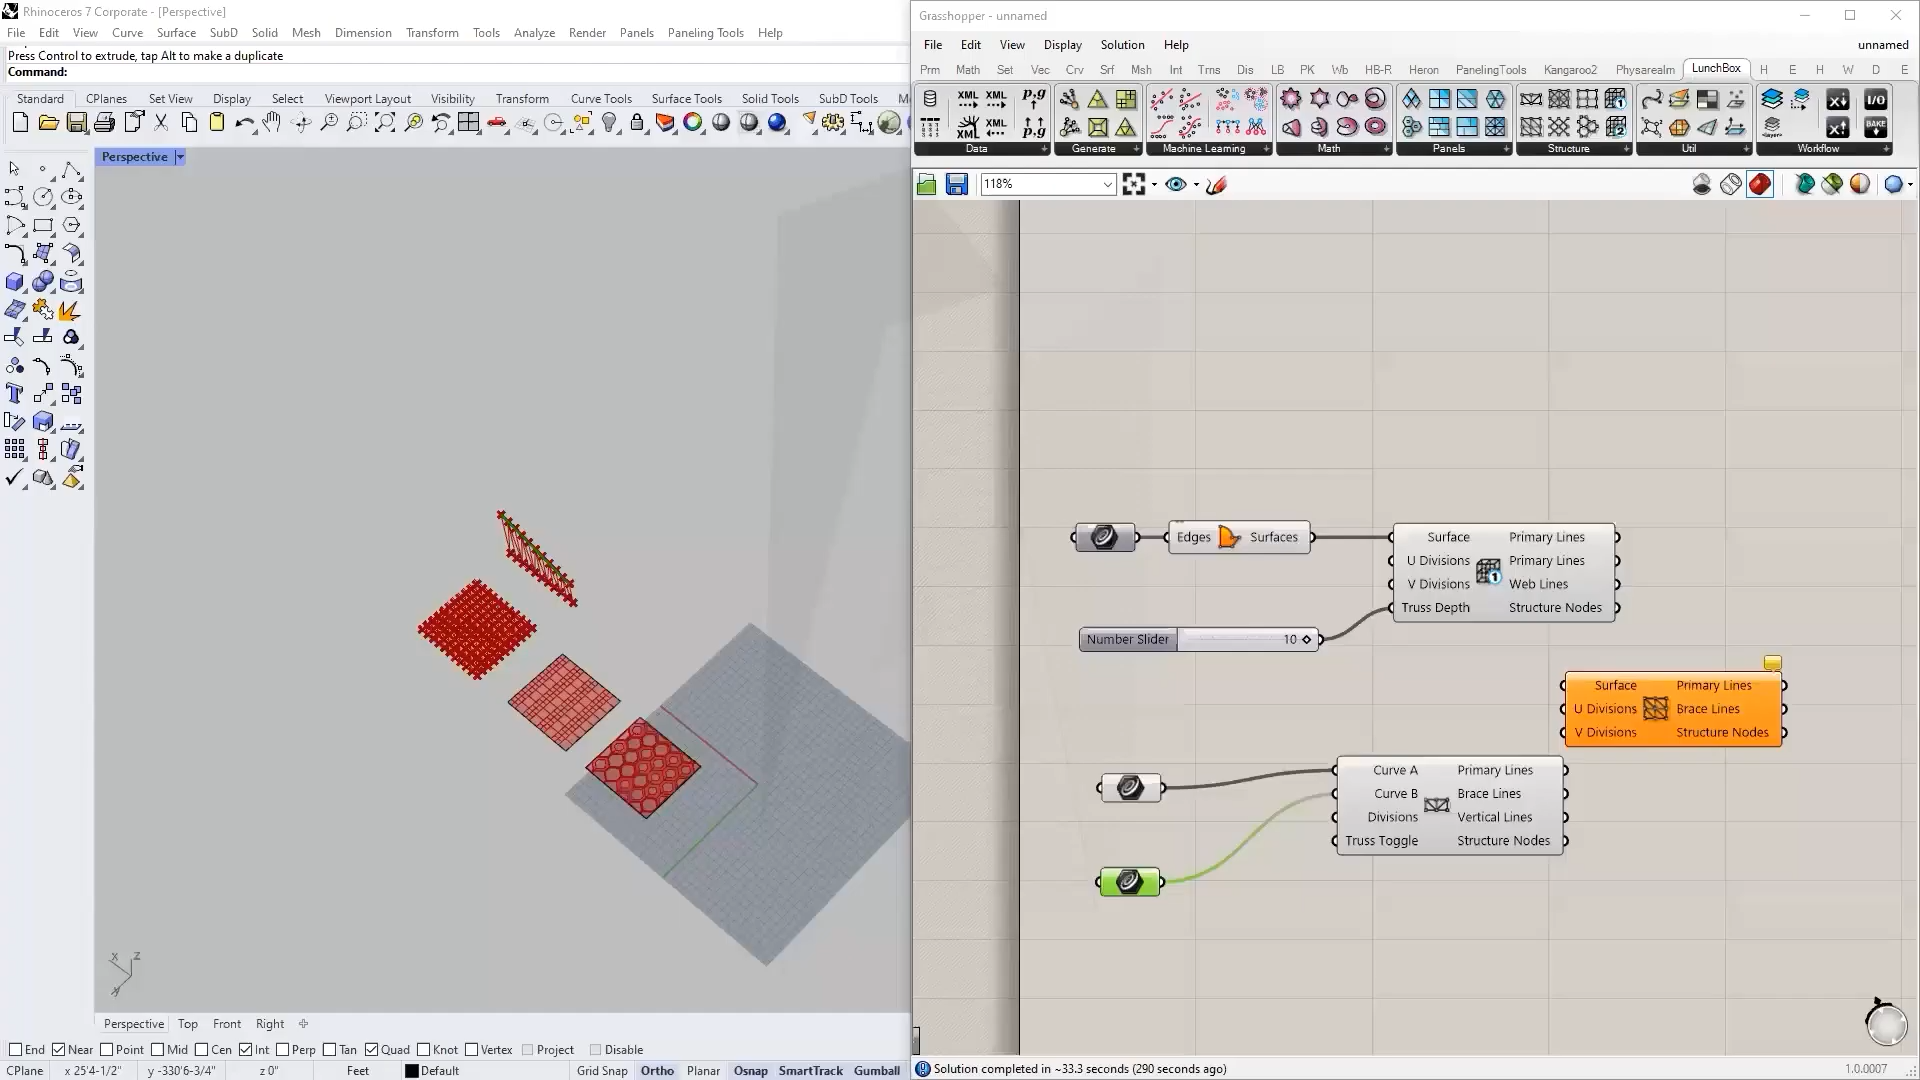 Rhinoceros 7 Corporate - [Perspective]
File Edit View Curve Surface SubD Solid Mesh Dimension Transform Tools Analyze Render Panels Paneling Tools Help
Press Control to extrude, tap Alt to make a duplicate
Command:
Standard CPlanes Set View Display Select Viewport Layout Visibility Transform Curve Tools Surface Tools Solid Tools SubD Tools
Perspective
x z
y
Perspective Top Front Right
End Near Point Mid Cen Int Perp Tan Quad Knot Vertex Project Disable
CPlane x 25'4-1/2" y -330'6-3/4" z 0" Feet Default Grid Snap Ortho Planar Osnap SmartTrack Gumball
Grasshopper - unnamed
File Edit View Display Solution Help unnamed
Prm Math Set Vec Crv Srf Msh Int Trns Dis LB PK Wb HB-R Heron PanelingTools Kangaroo2 Physarealm LunchBox H E H W D E
XML XML p,g
XML XML p,g
I/O
BAKE
Data Generate Machine Learning Math Panels Structure Util Workflow
118%
Edges Surfaces
Surface Primary Lines
U Divisions Primary Lines
V Divisions Web Lines
Truss Depth Structure Nodes
Number Slider 10
Surface Primary Lines
U Divisions Brace Lines
V Divisions Structure Nodes
Curve A Primary Lines
Curve B Brace Lines
Divisions Vertical Lines
Truss Toggle Structure Nodes
Solution completed in ~33.3 seconds (290 seconds ago) 1.0.0007